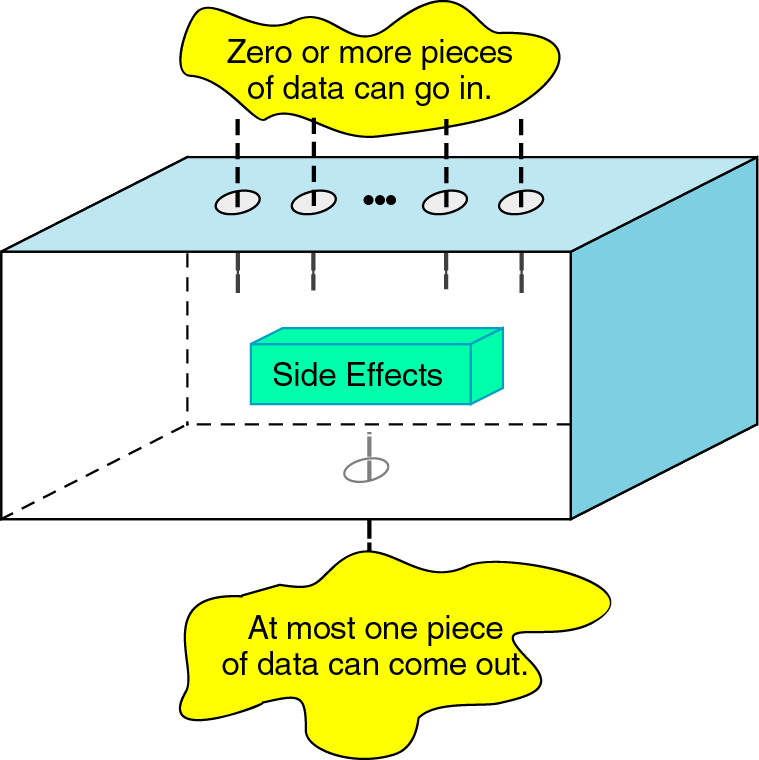 Zero or more pieces
of data can go in.
Side Effects
At most one piece
of data can come out.